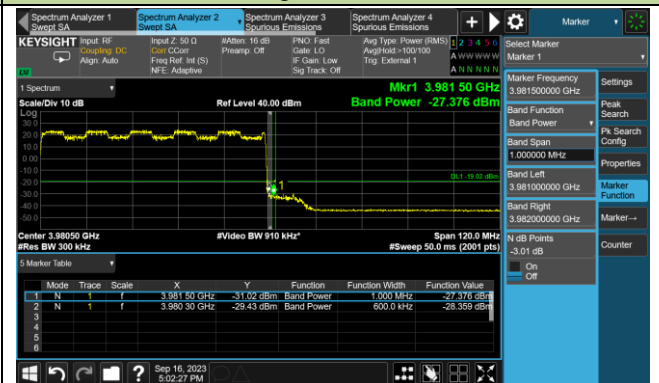 Spectrum Analyzer 1
Swept SA
Spectrum Analyzer 2
Swept SA
Spectrum Analyzer 3
Spurious Emissions
Spectrum Analyzer 4
Spurious Emissions
+
Marker
KEYSIGHT
Input: RF
Coupling: DC
Align: Auto
Input Z: 50 Ω
Corr CCorr
Freq Ref: Int (S)
NFE: Adaptive
#Atten: 16 dB
Preamp: Off
PNO: Fast
Gate: LO
IF Gain: Low
Sig Track: Off
Avg Type: Power (RMS)
Avg|Hold:>100/100
Trig: External 1
1 2 3 4 5 6
A W W W W W
A N N N N N
LXI
Select Marker
Marker 1
1 Spectrum
Mkr1 3.981 50 GHz
Scale/Div 10 dB
Ref Level 40.00 dBm
Band Power -27.376 dBm
Log
30.0
20.0
10.0
0.00
-10.0
-20.0
-30.0
-40.0
-50.0
DL1 -19.02 dBm
1
Center 3.98050 GHz
#Video BW 910 kHz*
Span 120.0 MHz
#Res BW 300 kHz
#Sweep 50.0 ms (2001 pts)
5 Marker Table
Mode Trace Scale X Y Function Function Width Function Value
1 N 1 f 3.981 50 GHz -31.02 dBm Band Power 1.000 MHz -27.376 dBm
2 N 1 f 3.980 30 GHz -29.43 dBm Band Power 600.0 kHz -28.359 dBm
3
4
5
6
Marker Frequency
3.981500000 GHz
Band Function
Band Power
Band Span
1.000000 MHz
Band Left
3.981000000 GHz
Band Right
3.982000000 GHz
N dB Points
-3.01 dB
On
Off
Settings
Peak
Search
Pk Search
Config
Properties
Marker
Function
Marker→
Counter
?
Sep 16, 2023
5:02:27 PM